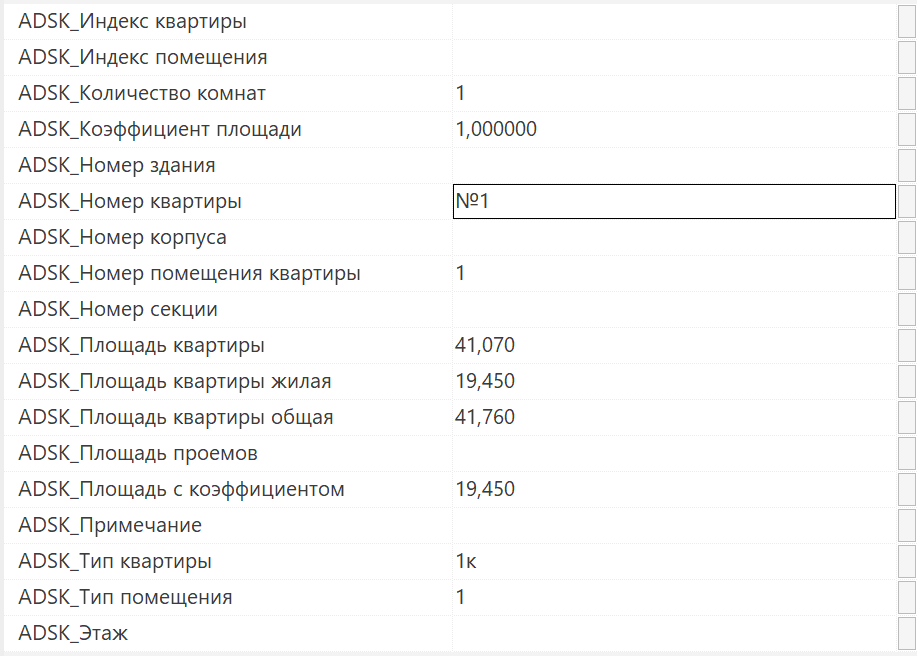 ADSK_Индекс квартиры
ADSK_Индекс помещения
ADSK_Количество комнат 1
ADSK_Коэффициент площади 1,000000
ADSK_Номер здания
ADSK_Номер квартиры №1
ADSK_Номер корпуса
ADSK_Номер помещения квартиры 1
ADSK_Номер секции
ADSK_Площадь квартиры 41,070
ADSK_Площадь квартиры жилая 19,450
ADSK_Площадь квартиры общая 41,760
ADSK_Площадь проемов
ADSK_Площадь с коэффициентом 19,450
ADSK_Примечание
ADSK_Тип квартиры 1к
ADSK_Тип помещения 1
ADSK_Этаж